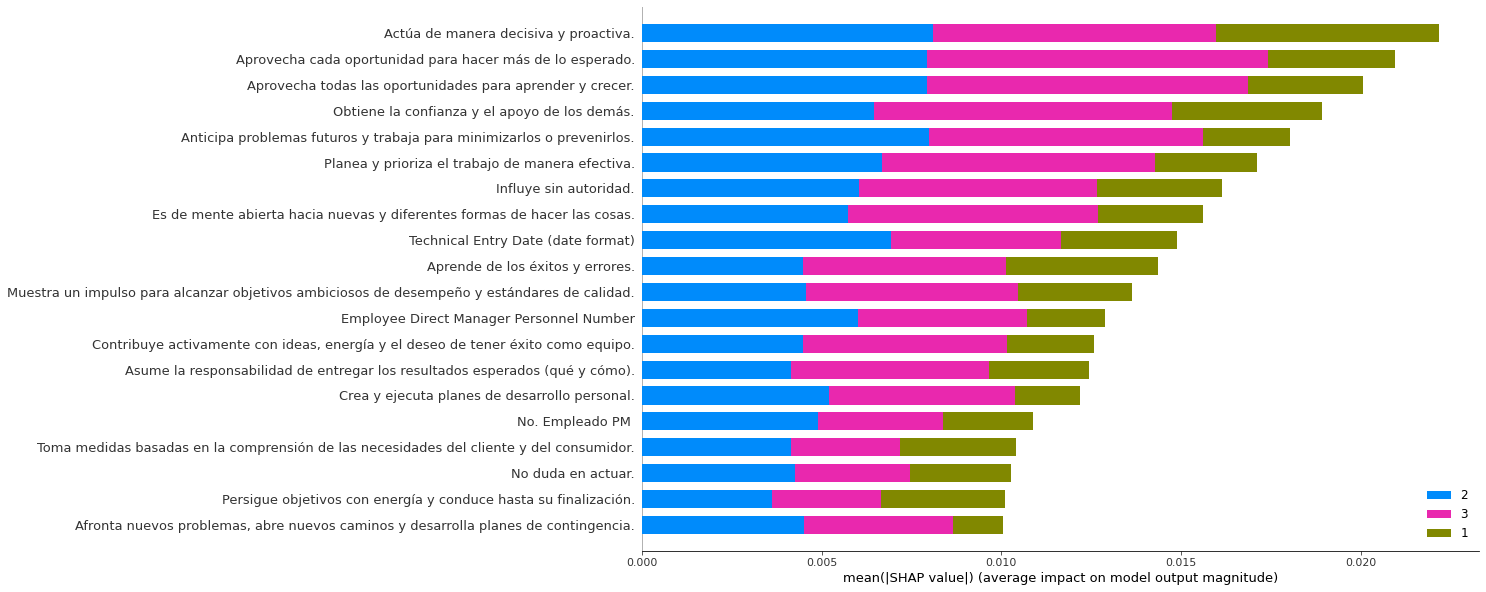 Actúa de manera decisiva y proactiva.
Aprovecha cada oportunidad para hacer más de lo esperado.
Aprovecha todas las oportunidades para aprender y crecer.
Obtiene la confianza y el apoyo de los demás.
Anticipa problemas futuros y trabaja para minimizarlos o prevenirlos.
Planea y prioriza el trabajo de manera efectiva.
Influye sin autoridad.
Es de mente abierta hacia nuevas y diferentes formas de hacer las cosas.
Technical Entry Date (date format)
Aprende de los éxitos y errores.
Muestra un impulso para alcanzar objetivos ambiciosos de desempeño y estándares de calidad.
Employee Direct Manager Personnel Number
Contribuye activamente con ideas, energía y el deseo de tener éxito como equipo.
Asume la responsabilidad de entregar los resultados esperados (qué y cómo).
Crea y ejecuta planes de desarrollo personal.
No. Empleado PM
Toma medidas basadas en la comprensión de las necesidades del cliente y del consumidor.
No duda en actuar.
Persigue objetivos con energía y conduce hasta su finalización.
Afronta nuevos problemas, abre nuevos caminos y desarrolla planes de contingencia.
2
3
1
0.000 0.005 0.010 0.015 0.020
mean(|SHAP value|) (average impact on model output magnitude)